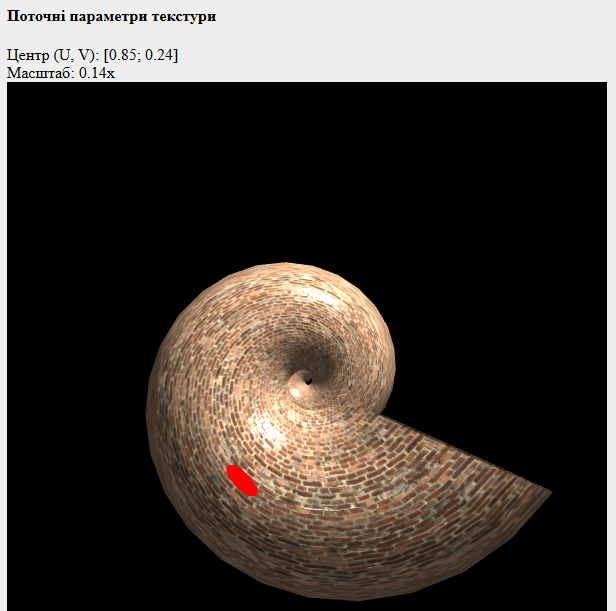 Поточні параметри текстури
Центр (U, V): [0.85; 0.24]
Масштаб: 0.14x